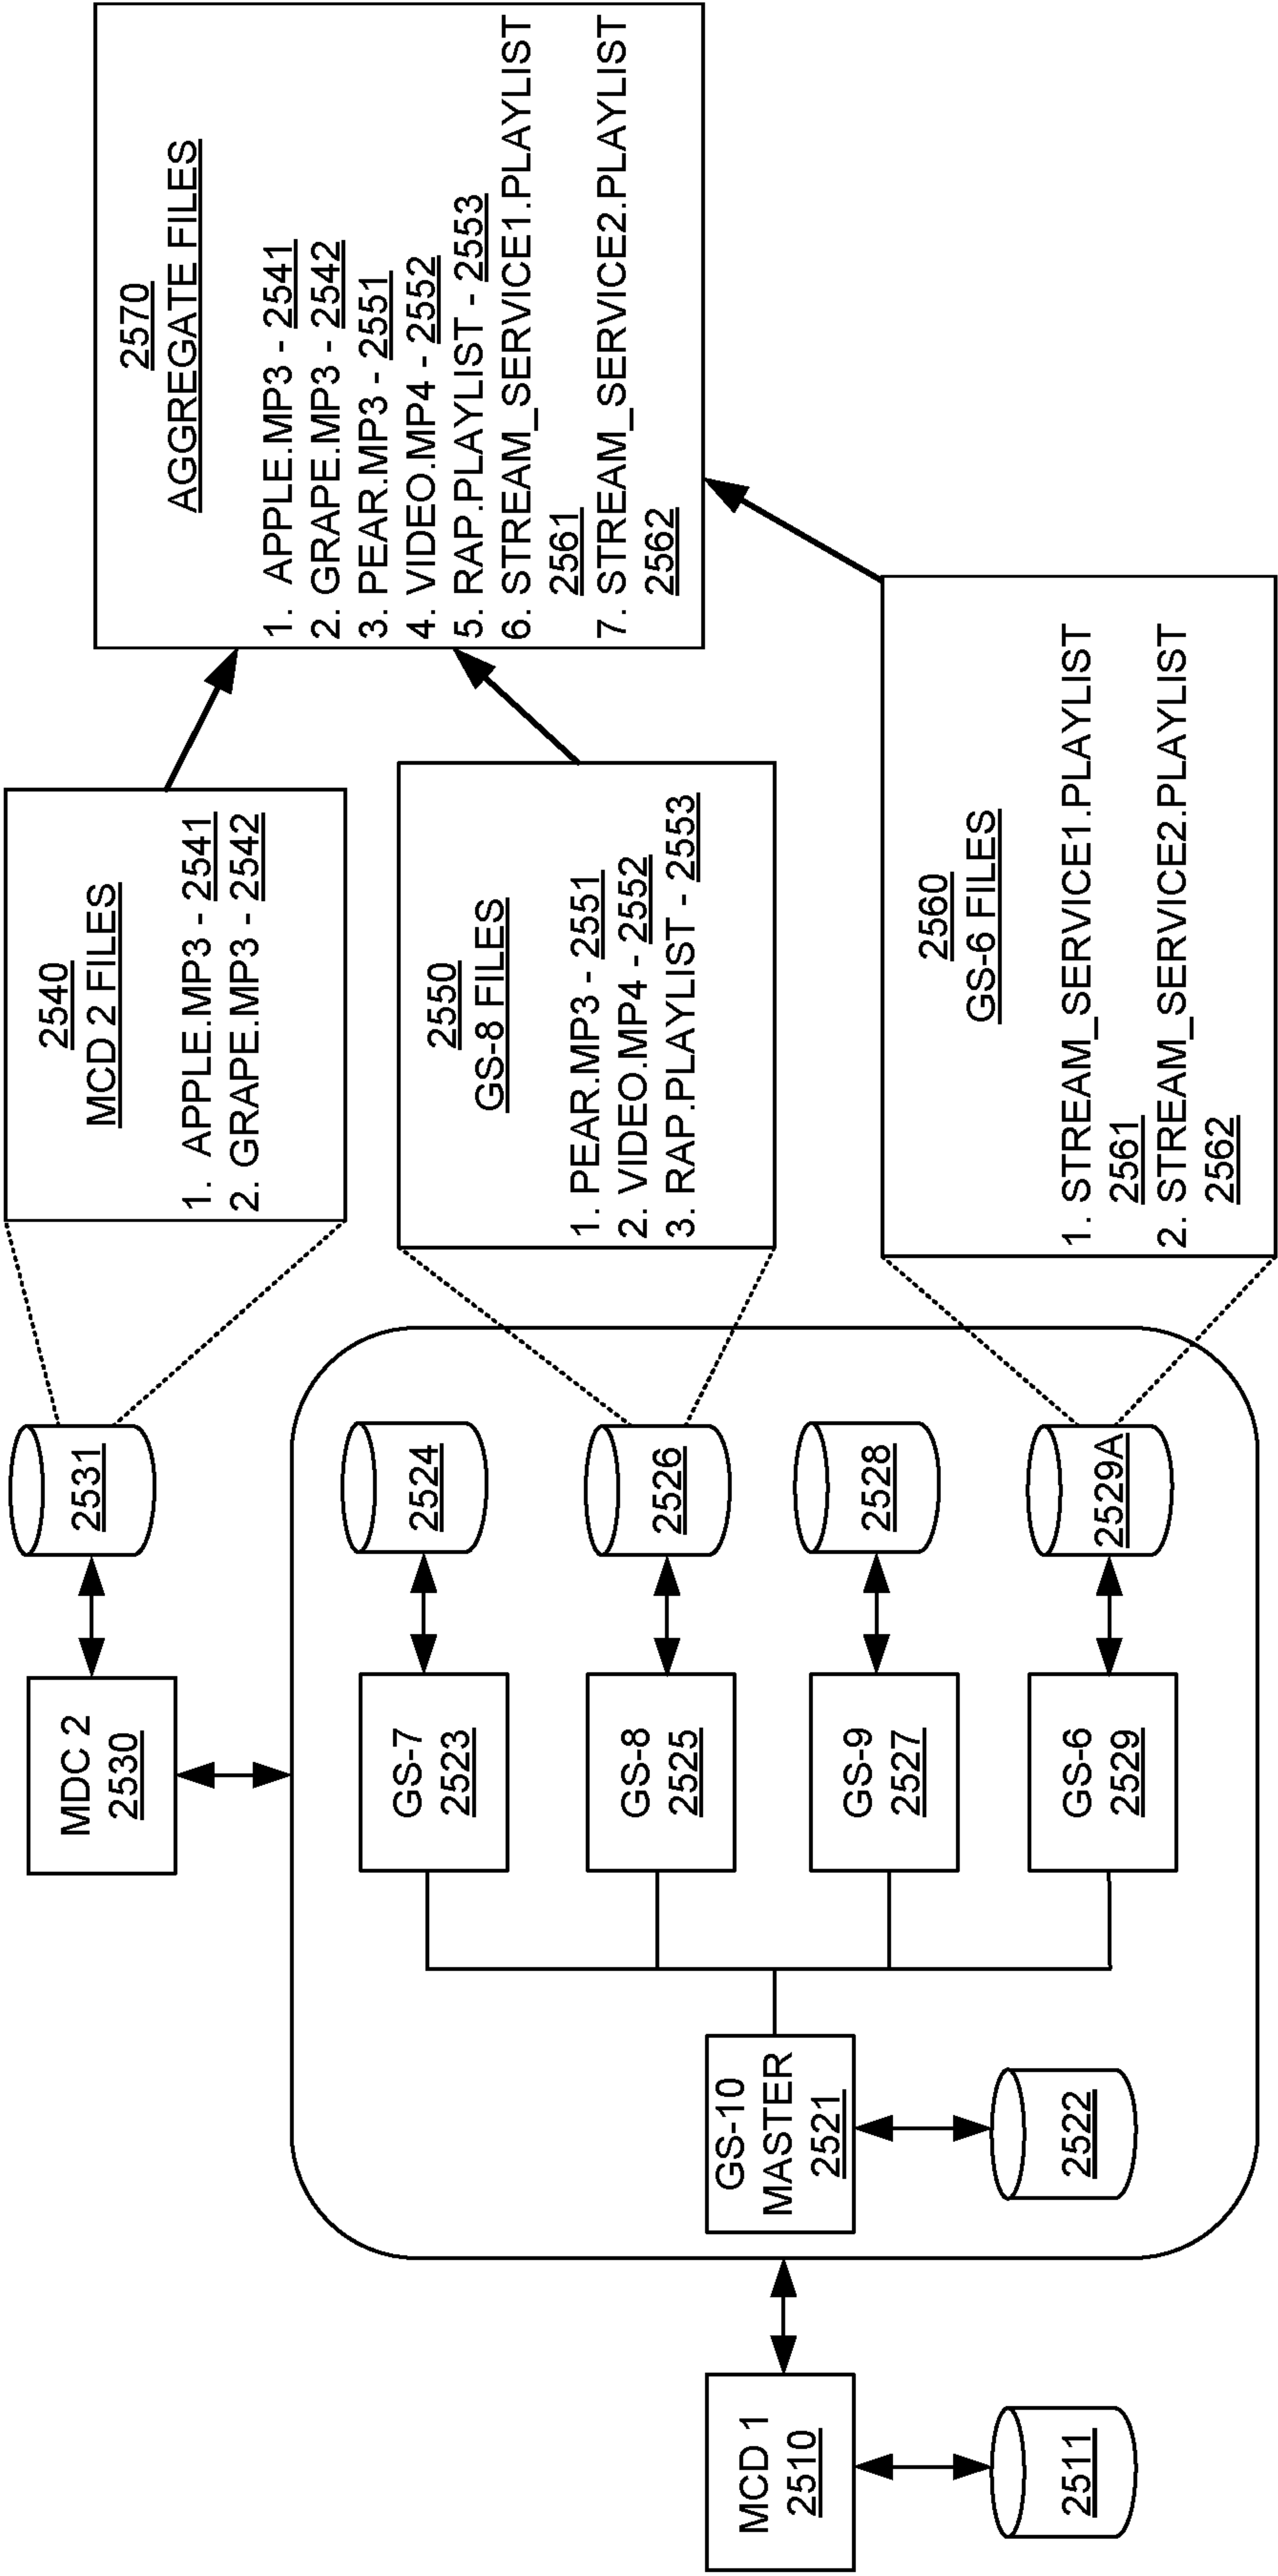 MCD 1
2510
2511
GS-10
MASTER
2521
2522
MDC 2
2530
2531
GS-7
2523
2524
GS-8
2525
2526
GS-9
2527
2528
GS-6
2529
2529A
2540
MCD 2 FILES
1. APPLE.MP3 - 2541
2. GRAPE.MP3 - 2542
2550
GS-8 FILES
1. PEAR.MP3 - 2551
2. VIDEO.MP4 - 2552
3. RAP.PLAYLIST - 2553
2560
GS-6 FILES
1. STREAM_SERVICE1.PLAYLIST
2561
2. STREAM_SERVICE2.PLAYLIST
2562
2570
AGGREGATE FILES
1. APPLE.MP3 - 2541
2. GRAPE.MP3 - 2542
3. PEAR.MP3 - 2551
4. VIDEO.MP4 - 2552
5. RAP.PLAYLIST - 2553
6. STREAM_SERVICE1.PLAYLIST
2561
7. STREAM_SERVICE2.PLAYLIST
2562